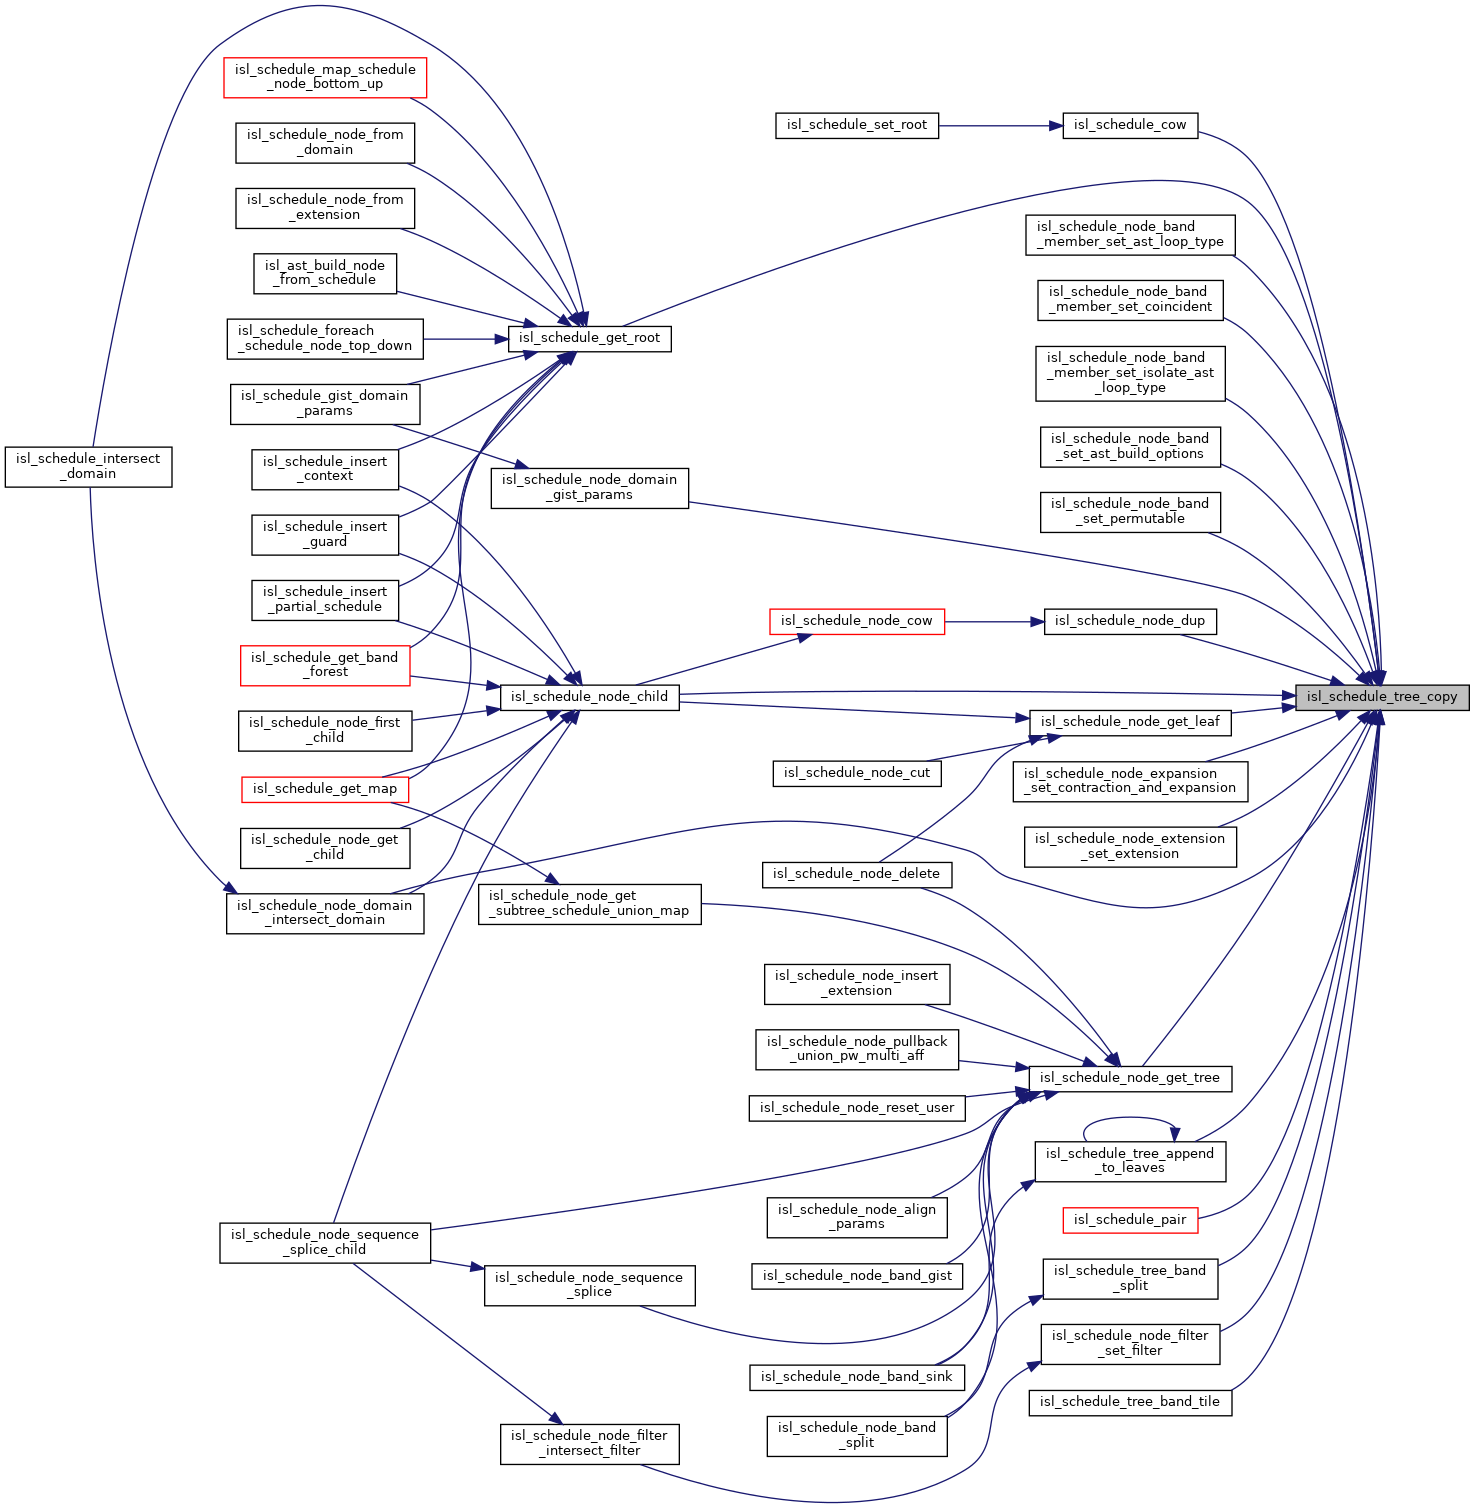 isl_schedule_map_schedule
_node_bottom_up
isl_schedule_node_from
_domain
isl_schedule_node_from
_extension
isl_ast_build_node
_from_schedule
isl_schedule_foreach
_schedule_node_top_down
isl_schedule_gist_domain
_params
isl_schedule_intersect
_domain
isl_schedule_insert
_context
isl_schedule_insert
_guard
isl_schedule_insert
_partial_schedule
isl_schedule_get_band
_forest
isl_schedule_node_first
_child
isl_schedule_get_map
isl_schedule_node_get
_child
isl_schedule_node_domain
_intersect_domain
isl_schedule_node_sequence
_splice_child
isl_schedule_get_root
isl_schedule_node_domain
_gist_params
isl_schedule_node_child
isl_schedule_node_get
_subtree_schedule_union_map
isl_schedule_node_sequence
_splice
isl_schedule_node_filter
_intersect_filter
isl_schedule_set_root
isl_schedule_node_cow
isl_schedule_node_cut
isl_schedule_node_delete
isl_schedule_node_insert
_extension
isl_schedule_node_pullback
_union_pw_multi_aff
isl_schedule_node_reset_user
isl_schedule_node_align
_params
isl_schedule_node_band_gist
isl_schedule_node_band_sink
isl_schedule_node_band
_split
isl_schedule_cow
isl_schedule_node_band
_member_set_ast_loop_type
isl_schedule_node_band
_member_set_coincident
isl_schedule_node_band
_member_set_isolate_ast
_loop_type
isl_schedule_node_band
_set_ast_build_options
isl_schedule_node_band
_set_permutable
isl_schedule_node_dup
isl_schedule_node_get_leaf
isl_schedule_node_expansion
_set_contraction_and_expansion
isl_schedule_node_extension
_set_extension
isl_schedule_node_get_tree
isl_schedule_tree_append
_to_leaves
isl_schedule_pair
isl_schedule_tree_band
_split
isl_schedule_node_filter
_set_filter
isl_schedule_tree_band_tile
isl_schedule_tree_copy